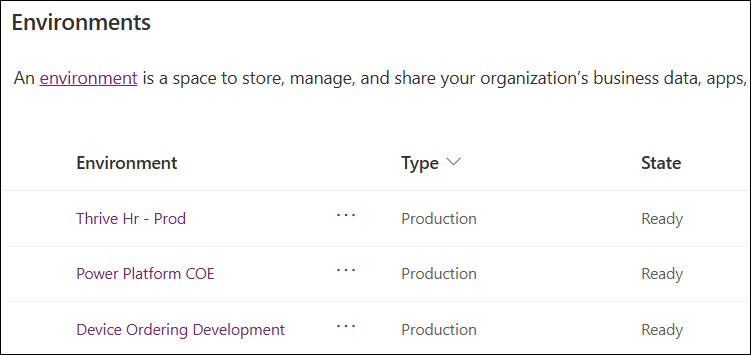 Environments
An environment is a space to store, manage, and share your organization’s business data, apps,
Environment Type State
Thrive Hr - Prod ... Production Ready
Power Platform COE ... Production Ready
Device Ordering Development ... Production Ready